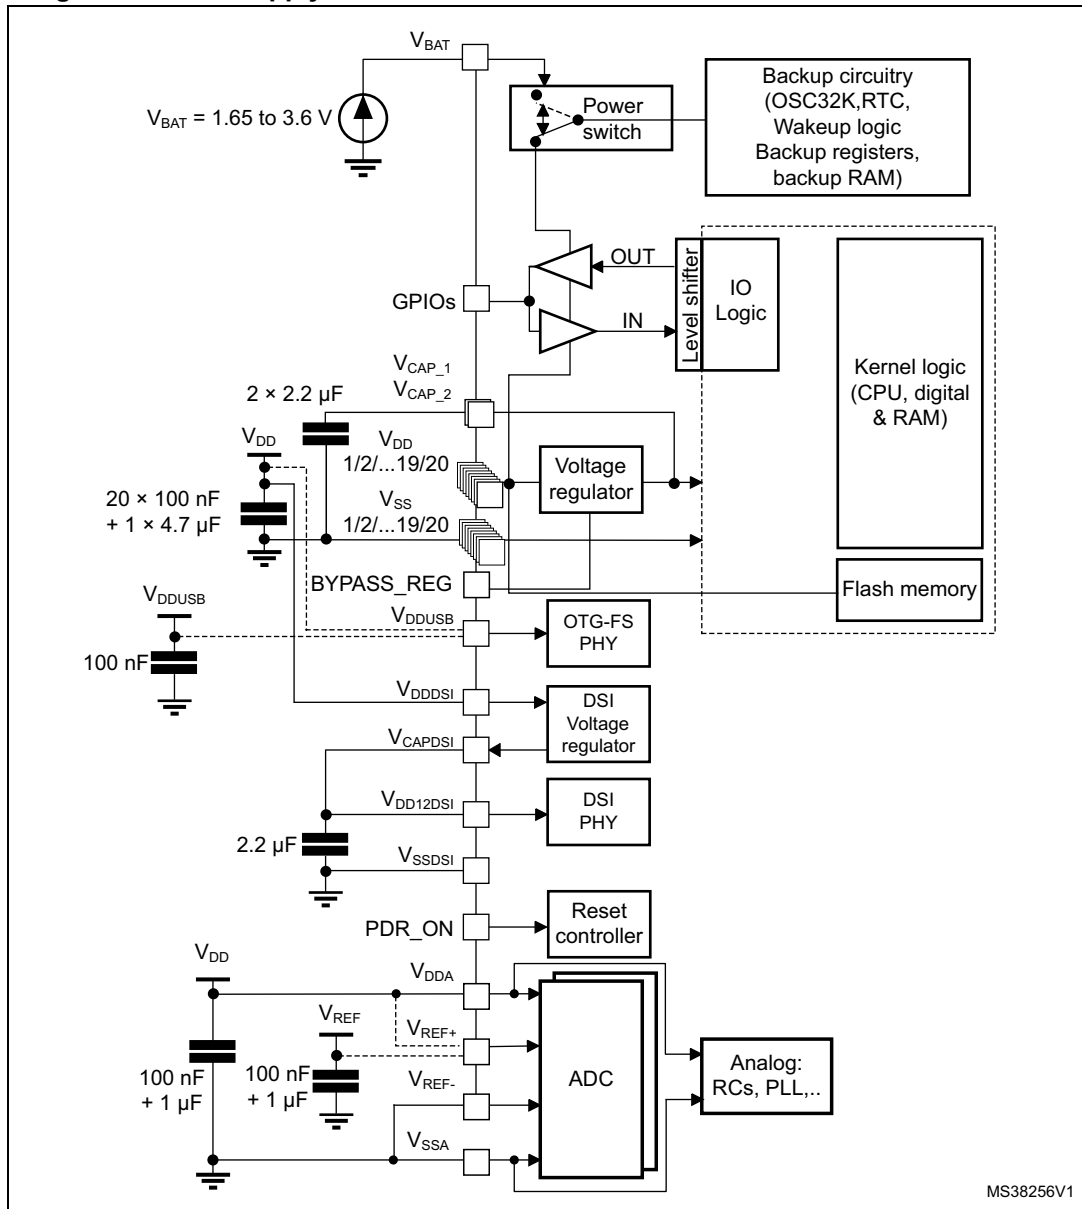 V_BAT
V_BAT = 1.65 to 3.6 V
Power
switch
Backup circuitry
(OSC32K,RTC,
Wakeup logic
Backup registers,
backup RAM)
OUT
GPIOs
IN
Level shifter
IO
Logic
Kernel logic
(CPU, digital
& RAM)
V_CAP_1
V_CAP_2
2 × 2.2 µF
V_DD
V_DD
1/2/...19/20
Voltage
regulator
20 × 100 nF
+ 1 × 4.7 µF
V_SS
1/2/...19/20
BYPASS_REG
Flash memory
V_DDUSB
V_DDUSB
OTG-FS
PHY
100 nF
V_DDDSI
DSI
Voltage
regulator
V_CAPDSI
V_DD12DSI
DSI
PHY
2.2 µF
V_SSDSI
PDR_ON
Reset
controller
V_DD
V_DDA
V_REF
V_REF+
100 nF
+ 1 µF
100 nF
+ 1 µF
V_REF-
ADC
Analog:
RCs, PLL,..
V_SSA
MS38256V1